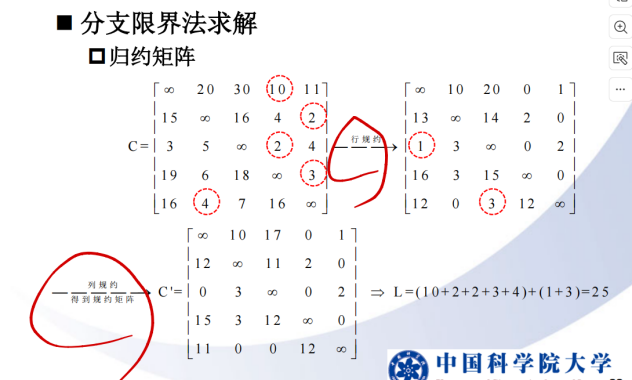 ■ 分支限界法求解
归约矩阵
C=
∞ 20 30 10 11
15 ∞ 16 4 2
3 5 ∞ 2 4
19 6 18 ∞ 3
16 4 7 16 ∞
行规约
∞ 10 20 0 1
13 ∞ 14 2 0
1 3 ∞ 0 2
16 3 15 ∞ 0
12 0 3 12 ∞
列规约
得到规约矩阵
C'=
∞ 10 17 0 1
12 ∞ 11 2 0
0 3 ∞ 0 2
15 3 12 ∞ 0
11 0 0 12 ∞
⇒ L=(10+2+2+3+4)+(1+3)=25
中国科学院大学